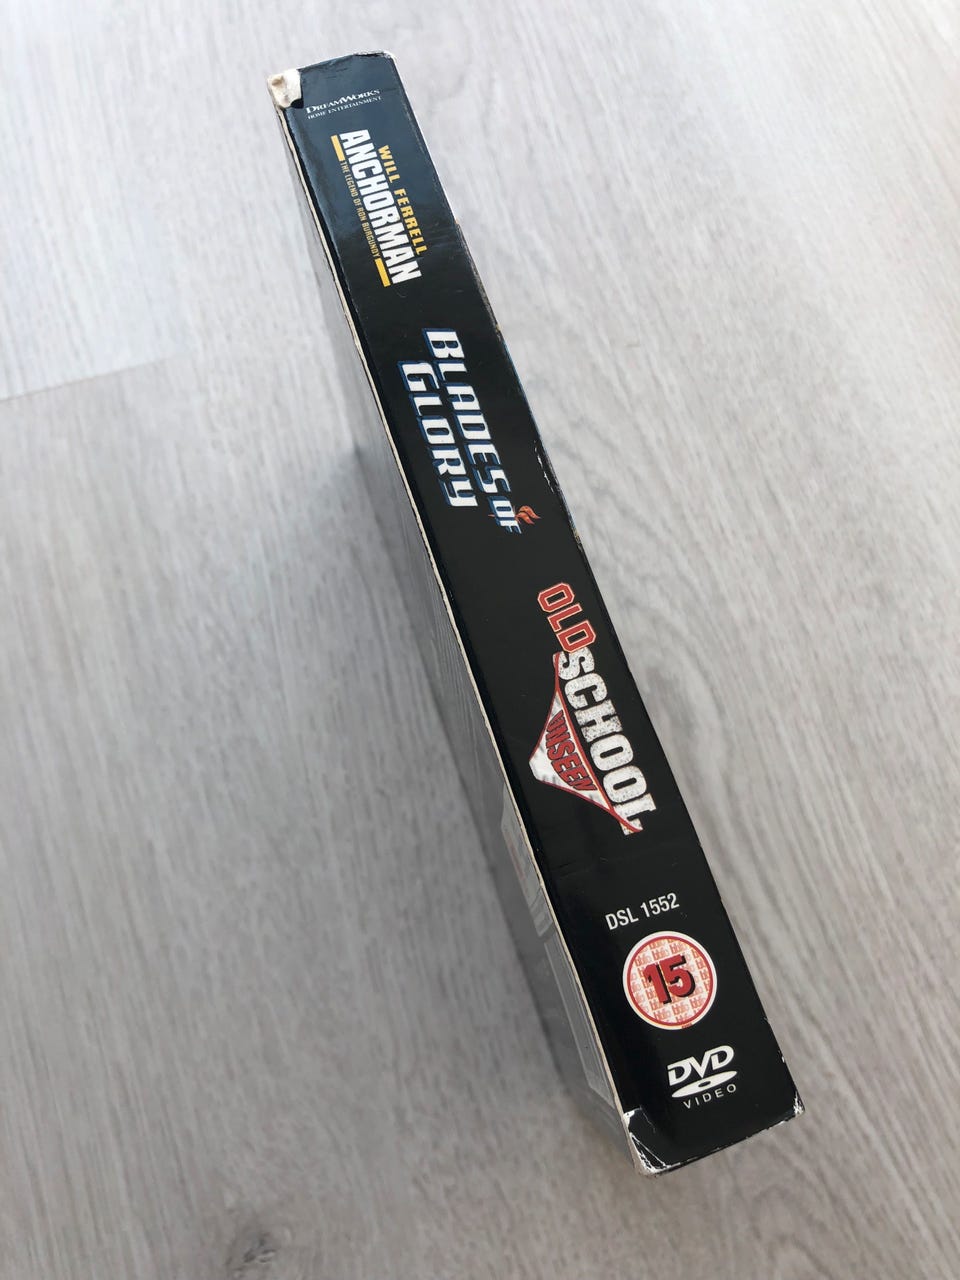 DREAMWORKS
HOME ENTERTAINMENT
WILL FERRELL
ANCHORMAN
THE LEGEND OF RON BURGUNDY
BLADES OF
GLORY
OLD SCHOOL
UNSEEN
DSL 1552
15
DVD
VIDEO